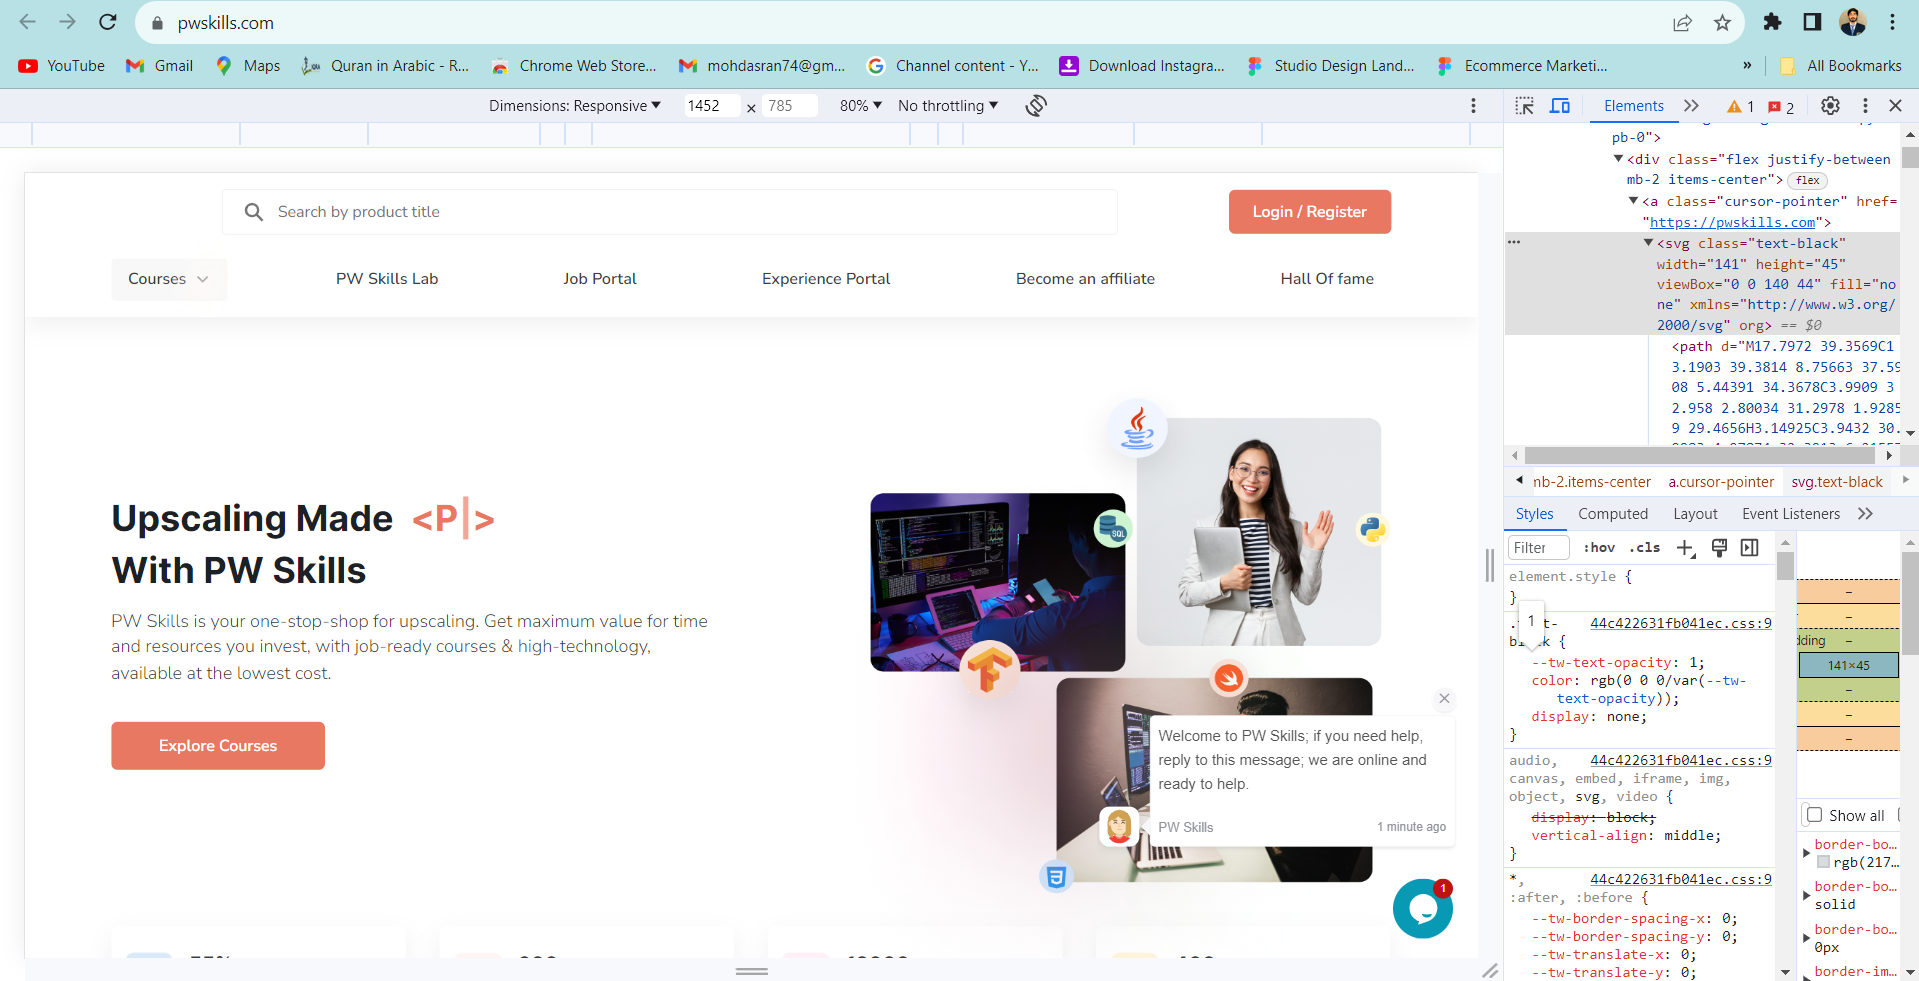 pwskills.com
YouTube
Gmail
Maps
Quran in Arabic - R...
Chrome Web Store...
mohdasran74@gm...
Channel content - Y...
Download Instagra...
Studio Design Land...
Ecommerce Marketi...
»
All Bookmarks
Dimensions: Responsive
1452 × 785
80%
No throttling
Search by product title
Login / Register
Courses
PW Skills Lab
Job Portal
Experience Portal
Become an affiliate
Hall Of fame
Upscaling Made <P|>
With PW Skills
PW Skills is your one-stop-shop for upscaling. Get maximum value for time
and resources you invest, with job-ready courses & high-technology,
available at the lowest cost.
Explore Courses
SQL
Welcome to PW Skills; if you need help,
reply to this message; we are online and
ready to help.
PW Skills
1 minute ago
1
Elements
1
2
pb-0">
<div class="flex justify-between
mb-2 items-center"> flex
<a class="cursor-pointer" href=
"https://pwskills.com">
<svg class="text-black"
width="141" height="45"
viewBox="0 0 140 44" fill="no
ne" xmlns="http://www.w3.org/
2000/svg" org> == $0
<path d="M17.7972 39.3569C1
3.1903 39.3814 8.75663 37.59
08 5.44391 34.3678C3.9909 3
2.958 2.80034 31.2978 1.9285
9 29.4656H3.14925C3.9432 30.
mb-2.items-center
a.cursor-pointer
svg.text-black
Styles
Computed
Layout
Event Listeners
Filter
:hov
.cls
element.style {
}
1
44c422631fb041ec.css:9
--tw-text-opacity: 1;
color: rgb(0 0 0/var(--tw-
text-opacity));
display: none;
}
audio,
44c422631fb041ec.css:9
canvas, embed, iframe, img,
object, svg, video {
display: block;
vertical-align: middle;
}
*,
44c422631fb041ec.css:9
:after, :before {
--tw-border-spacing-x: 0;
--tw-border-spacing-y: 0;
--tw-translate-x: 0;
--tw-translate-y: 0;
141×45
Show all
border-bo...
rgb(217...
border-bo...
solid
border-bo...
0px
border-im...